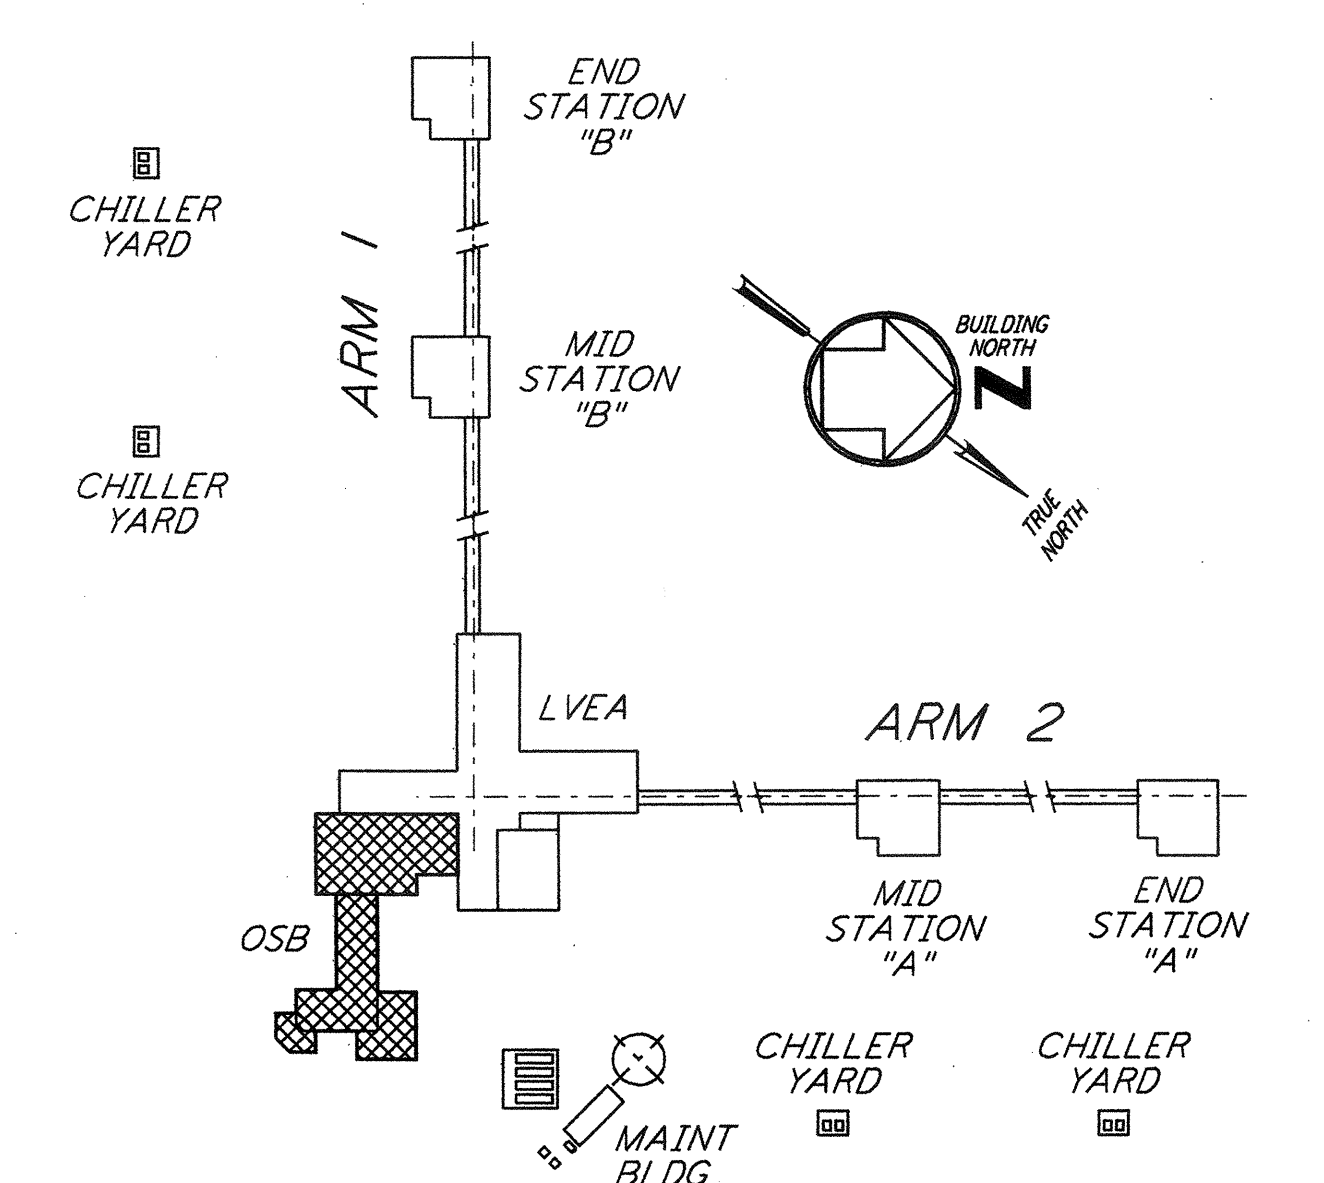 END
STATION
"B"
CHILLER
YARD
ARM 1
BUILDING
NORTH
N
MID
STATION
"B"
CHILLER
YARD
TRUE
NORTH
LVEA
ARM 2
MID
STATION
"A"
END
STATION
"A"
OSB
CHILLER
YARD
CHILLER
YARD
MAINT
BLDG